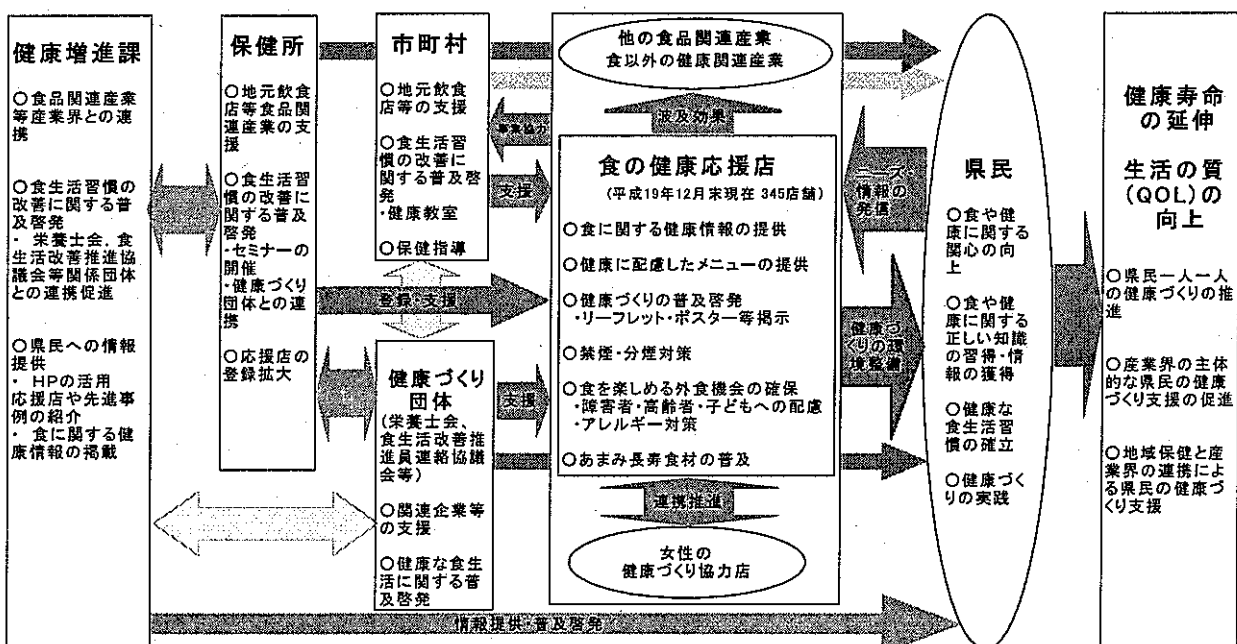 健康増進課
○食品関連産業
等産業界との連
携
○食生活習慣の
改善に関する普
及啓発
・ 栄養士会、食
生活改善推進協
議会等関係団体
との連携促進
○県民への情報
提供
・ HPの活用
応援店や先進事
例の紹介
・ 食に関する健
康情報の掲載
保健所
○地元飲食
店等食品関
連産業の支
援
○食生活習
慣の改善に
関する普及
啓発
・セミナーの
開催
・健康づくり
団体との連
携
○応援店の
登録拡大
市町村
○地元飲食
店等の支援
○食生活習
慣の改善に
関する普及啓
発
・健康教室
○保健指導
登録・支援
健康づくり
団体
(栄養士会、
食生活改善推
進員連絡協議
会等)
○関連企業等
の支援
○健康な食生
活に関する普
及啓発
事業協力
支援
支援
他の食品関連産業
食以外の健康関連産業
波及効果
食の健康応援店
(平成19年12月末現在 345店舗)
○食に関する健康情報の提供
○健康に配慮したメニューの提供
○健康づくりの普及啓発
・リーフレット・ポスター等掲示
○禁煙・分煙対策
○食を楽しめる外食機会の確保
・障害者・高齢者・子どもへの配慮
・アレルギー対策
○あまみ長寿食材の普及
連携推進
女性の
健康づくり協力店
ニーズの
情報
発信
健康づ
くりの環
境整備
県民
○食や健
康に関する
関心の向
上
○食や健
康に関する
正しい知識
の習得・情
報の獲得
○健康な
食生活習
慣の確立
○健康づく
りの実践
健康寿命
の延伸
生活の質
(QOL)の
向上
○県民一人一人
の健康づくりの推
進
○産業界の主体
的な県民の健康
づくり支援の促進
○地域保健と産
業界の連携によ
る県民の健康づ
くり支援
情報提供・普及啓発